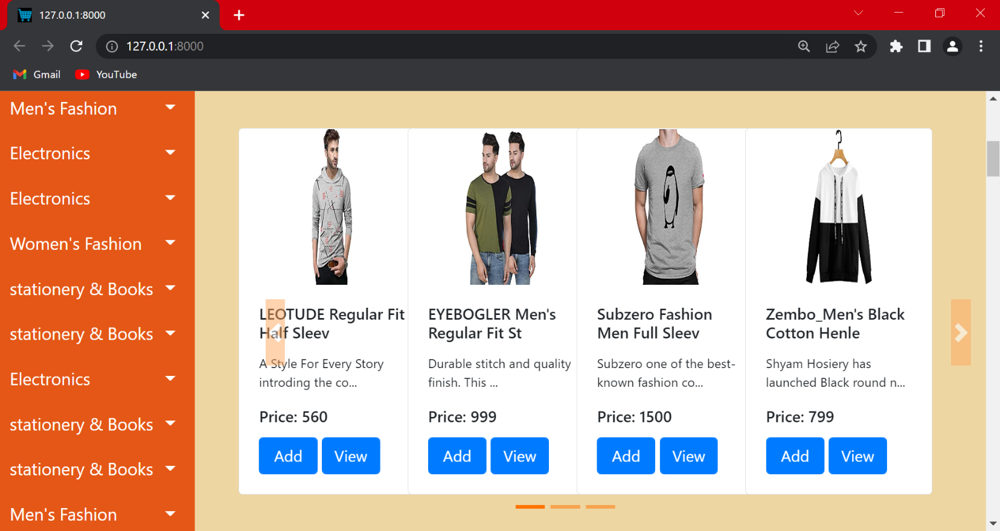 127.0.0.1:8000
127.0.0.1:8000
Gmail
YouTube
Men's Fashion
Electronics
Electronics
Women's Fashion
stationery & Books
stationery & Books
Electronics
stationery & Books
stationery & Books
Men's Fashion
LEOTUDE Regular Fit
Half Sleev
A Style For Every Story
introding the co...
Price: 560
Add
View
EYEBOGLER Men's
Regular Fit St
Durable stitch and quality
finish. This ...
Price: 999
Add
View
Subzero Fashion
Men Full Sleev
Subzero one of the best-
known fashion co...
Price: 1500
Add
View
Zembo_Men's Black
Cotton Henle
Shyam Hosiery has
launched Black round n...
Price: 799
Add
View